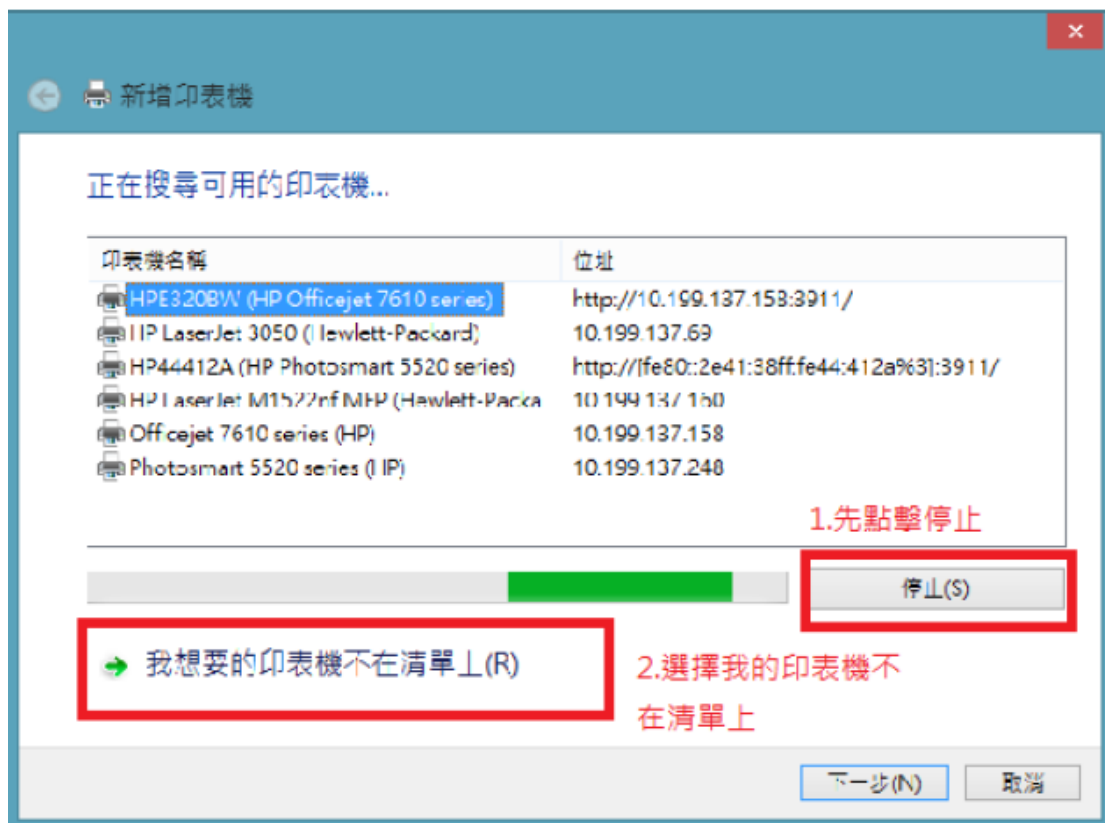 新增印表機
正在搜尋可用的印表機...
印表機名稱 位址
HPE320BW (HP Officejet 7610 series) http://10.199.137.158:3911/
HP LaserJet 3050 (Hewlett-Packard) 10.199.137.69
HP44412A (HP Photosmart 5520 series) http://[fe80::2e41:38ff:fe44:412a%3]:3911/
HP LaserJet M1522nf MFP (Hewlett-Packa 10.199.137.160
Officejet 7610 series (HP) 10.199.137.158
Photosmart 5520 series (HP) 10.199.137.248
1.先點擊停止
停止(S)
我想要的印表機不在清單上(R)
2.選擇我的印表機不
在清單上
下一步(N) 取消